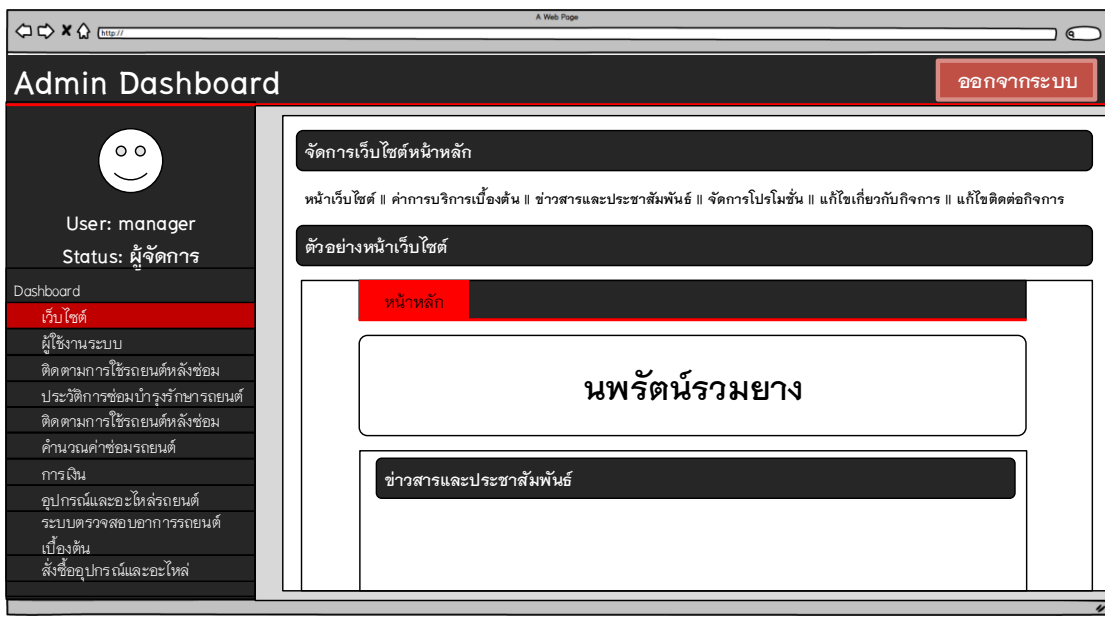 A Web Page
http://
Admin Dashboard
ออกจากระบบ
User: manager
Status: ผู้จัดการ
Dashboard
เว็บไซต์
ผู้ใช้งานระบบ
ติดตามการใช้รถยนต์หลังซ่อม
ประวัติการซ่อมบำรุงรักษารถยนต์
ติดตามการใช้รถยนต์หลังซ่อม
คำนวณค่าซ่อมรถยนต์
การเงิน
อุปกรณ์และอะไหล่รถยนต์
ระบบตรวจสอบอาการรถยนต์
เบื้องต้น
สั่งซื้ออุปกรณ์และอะไหล่
จัดการเว็บไซต์หน้าหลัก
หน้าเว็บไซต์ || ค่าการบริการเบื้องต้น || ข่าวสารและประชาสัมพันธ์ || จัดการโปรโมชั่น || แก้ไขเกี่ยวกับกิจการ || แก้ไขติดต่อกิจการ
ตัวอย่างหน้าเว็บไซต์
หน้าหลัก
นพรัตน์รวมยาง
ข่าวสารและประชาสัมพันธ์